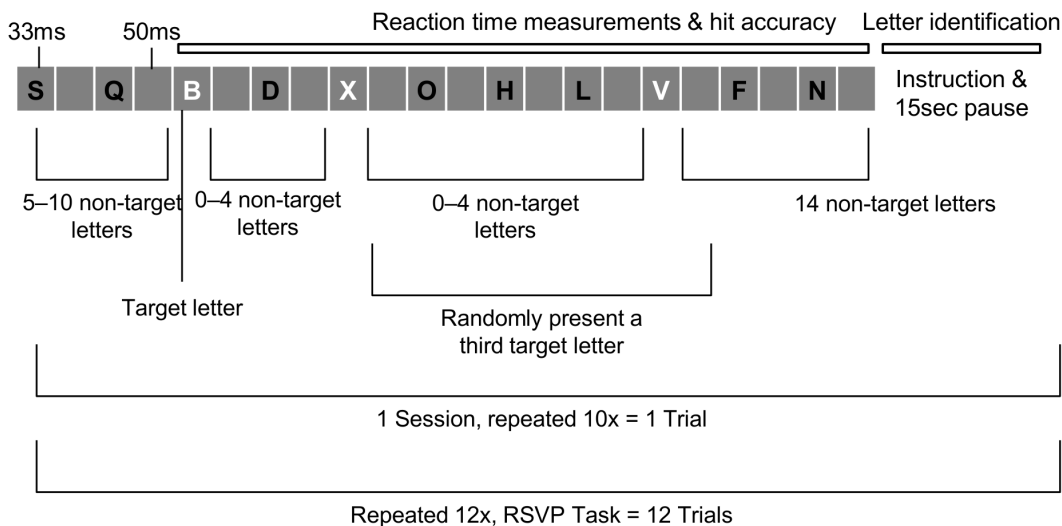 Reaction time measurements & hit accuracy
Letter identification
33ms
50ms
S Q B D X O H L V F N
Instruction &
15sec pause
5–10 non-target
letters
0–4 non-target
letters
0–4 non-target
letters
14 non-target letters
Target letter
Randomly present a
third target letter
1 Session, repeated 10x = 1 Trial
Repeated 12x, RSVP Task = 12 Trials